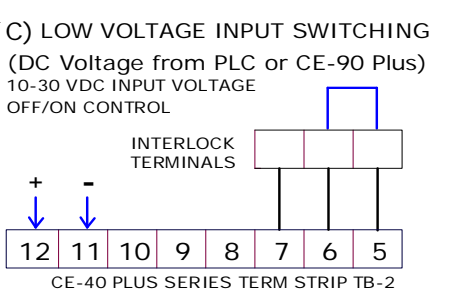 C) LOW VOLTAGE INPUT SWITCHING
(DC Voltage from PLC or CE-90 Plus)
10-30 VDC INPUT VOLTAGE
OFF/ON CONTROL
INTERLOCK
TERMINALS
+ -
12 11 10 9 8 7 6 5
CE-40 PLUS SERIES TERM STRIP TB-2